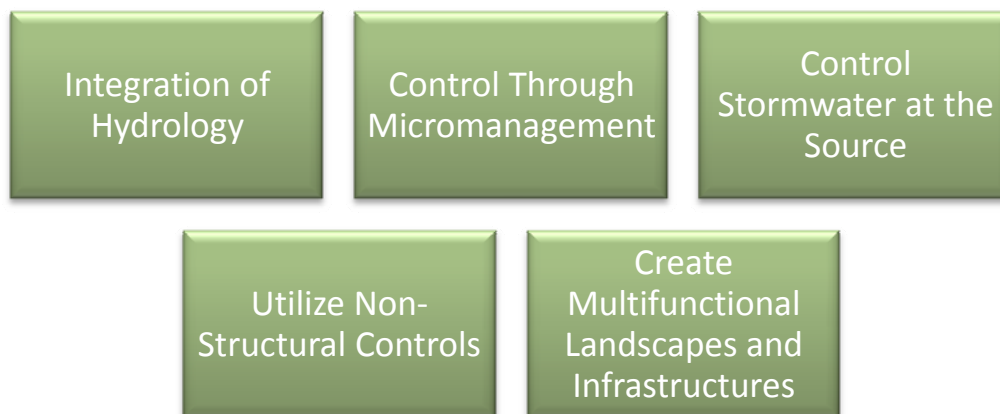 Integration of
Hydrology
Control Through
Micromanagement
Control
Stormwater at the
Source
Utilize Non-
Structural Controls
Create
Multifunctional
Landscapes and
Infrastructures